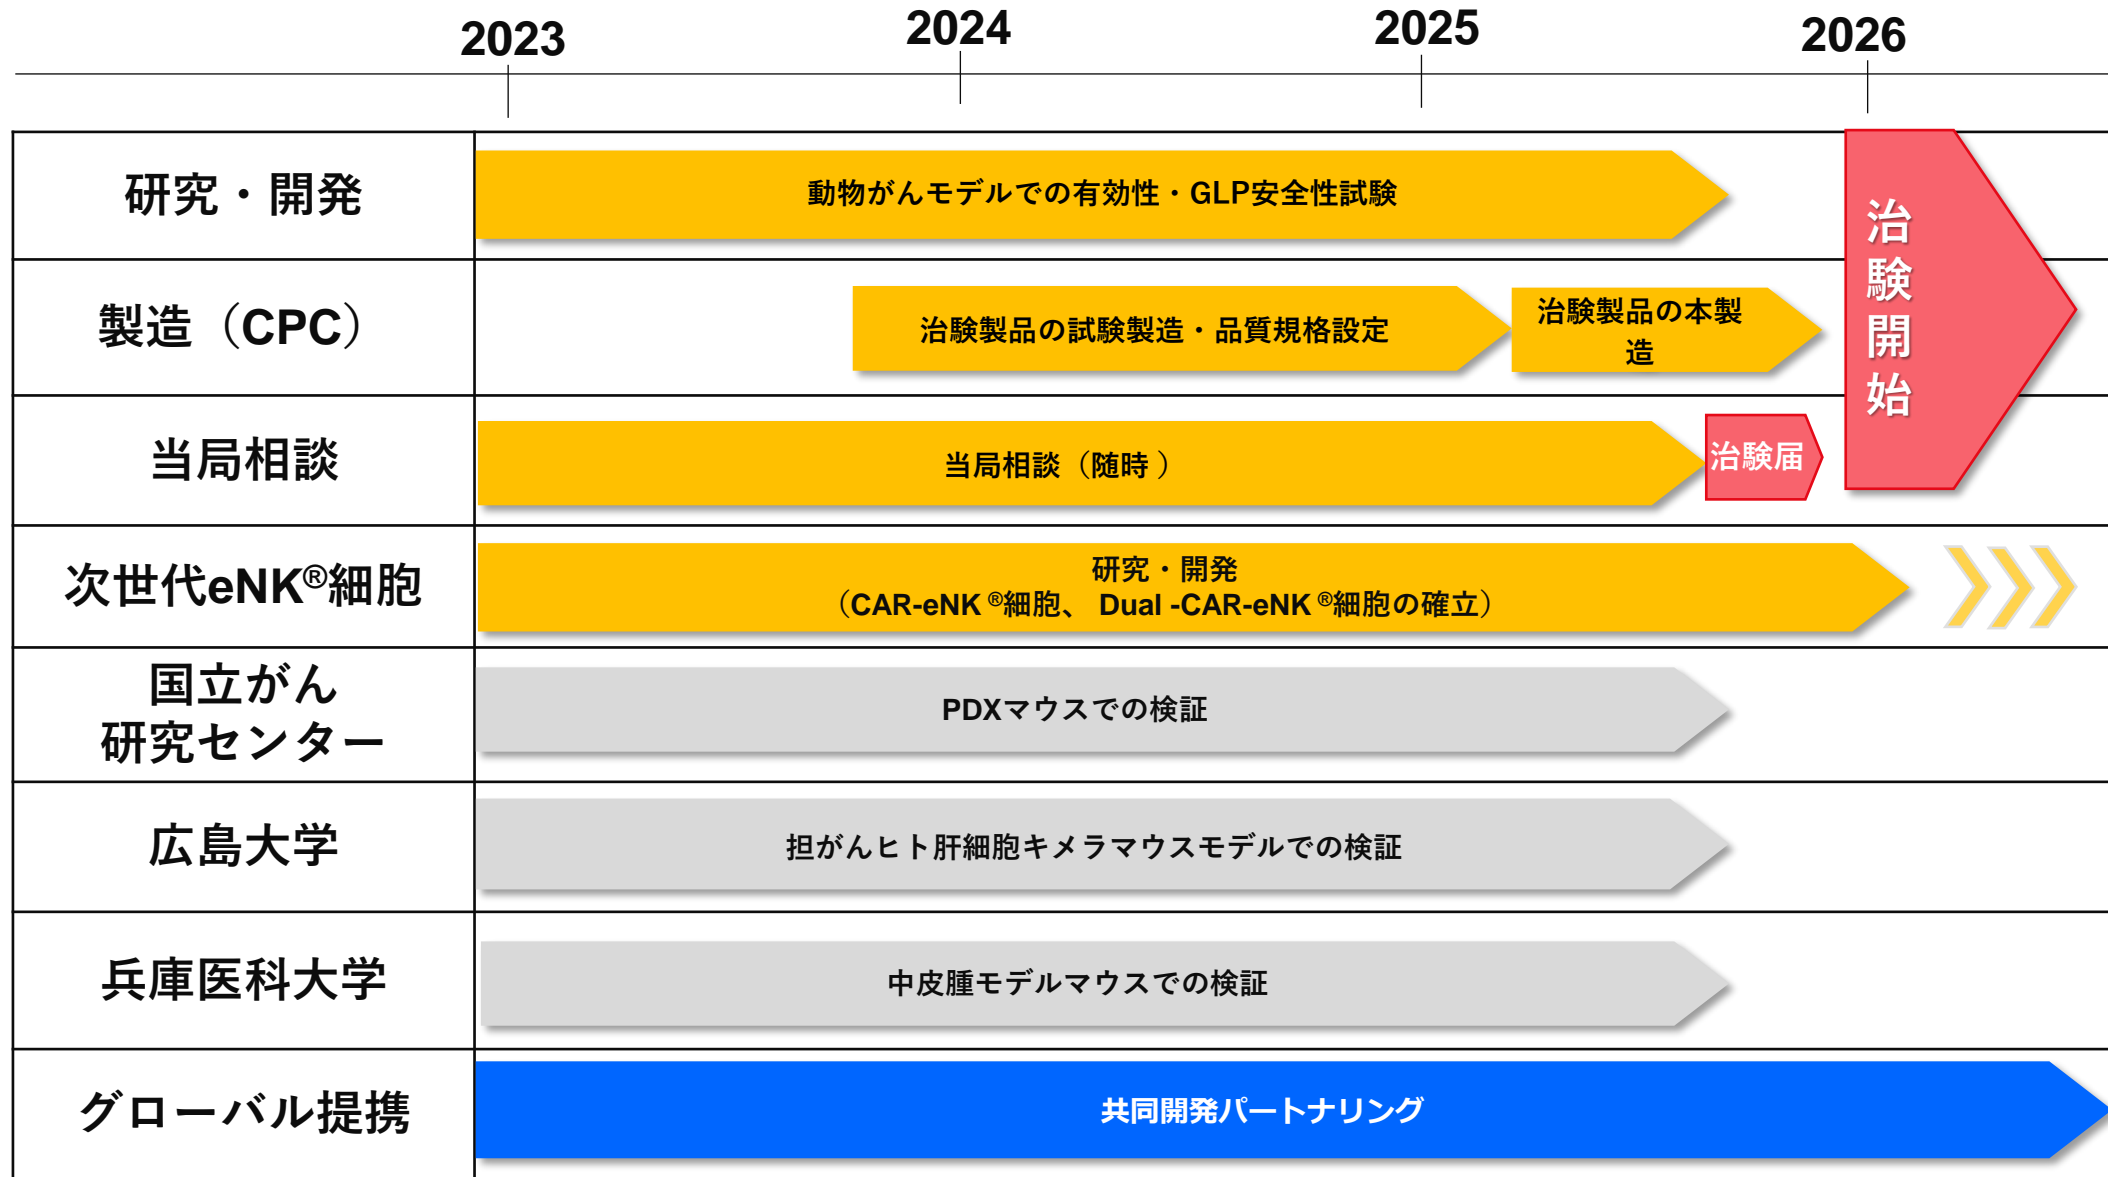 2023
2024
2025
2026
研究・開発
動物がんモデルでの有効性・GLP安全性試験
治験開始
製造（CPC）
治験製品の試験製造・品質規格設定
治験製品の本製
造
当局相談
当局相談（随時 ）
治験届
次世代eNK®細胞
研究・開発
（CAR-eNK ®細胞、 Dual -CAR-eNK ®細胞の確立）
国立がん
研究センター
PDXマウスでの検証
広島大学
担がんヒト肝細胞キメラマウスモデルでの検証
兵庫医科大学
中皮腫モデルマウスでの検証
グローバル提携
共同開発パートナリング